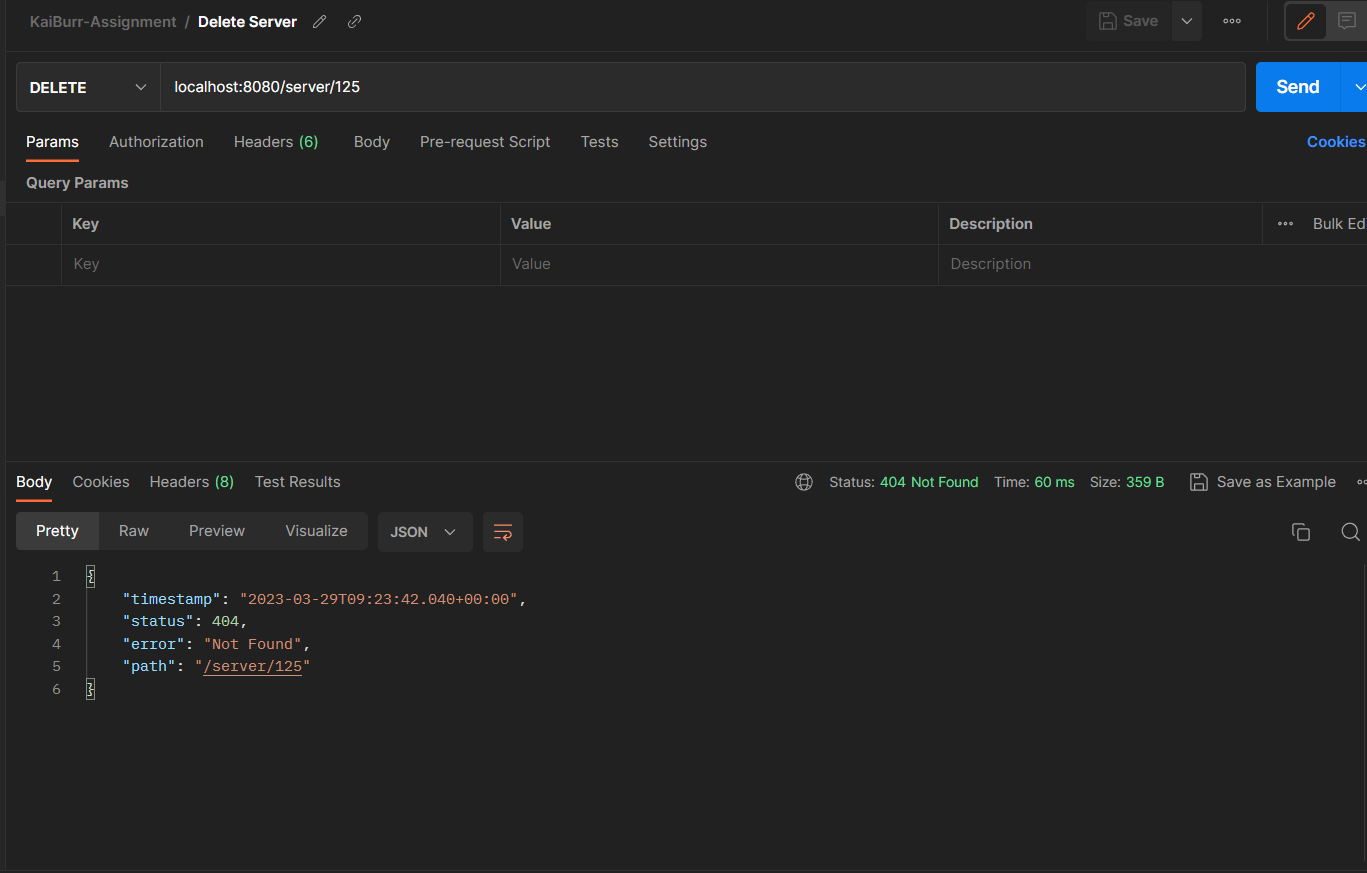 KaiBurr-Assignment / Delete Server Save
DELETE localhost:8080/server/125 Send
Params Authorization Headers (6) Body Pre-request Script Tests Settings Cookies
Query Params
Key Value Description Bulk Ed
Key Value Description
Body Cookies Headers (8) Test Results Status: 404 Not Found Time: 60 ms Size: 359 B Save as Example
Pretty Raw Preview Visualize JSON
1 {
2 "timestamp": "2023-03-29T09:23:42.040+00:00",
3 "status": 404,
4 "error": "Not Found",
5 "path": "/server/125"
6 }